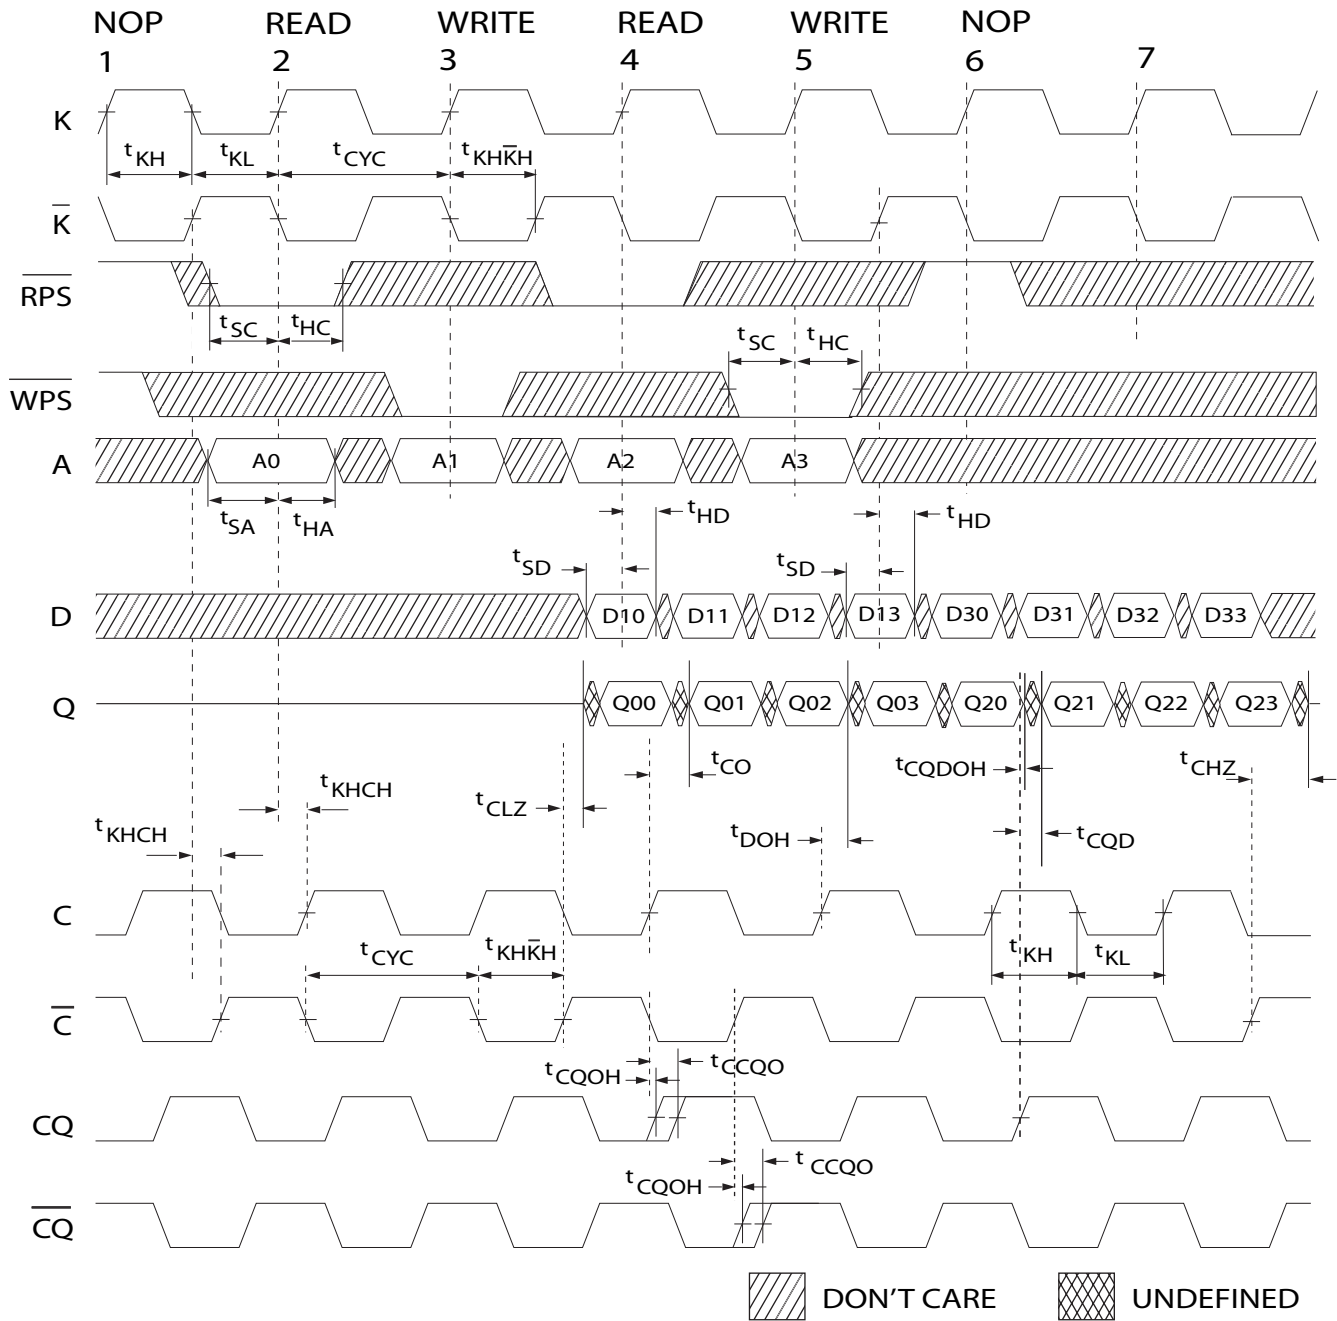 NOP READ WRITE READ WRITE NOP
1 2 3 4 5 6 7
K
tKH tKL tCYC tKHK̅H
K̅
R̅P̅S̅
tSC tHC
tSC tHC
W̅P̅S̅
A A0 A1 A2 A3
tSA tHA
tHD tHD
tSD tSD
D D10 D11 D12 D13 D30 D31 D32 D33
Q Q00 Q01 Q02 Q03 Q20 Q21 Q22 Q23
tCO tCQDOH tCHZ
tKHCH tCLZ
tKHCH tDOH tCQD
C
tCYC tKHK̅H tKH tKL
C̅
tCQOH tCCQO
CQ
tCQOH tCCQO
C̅Q̅
DON'T CARE UNDEFINED